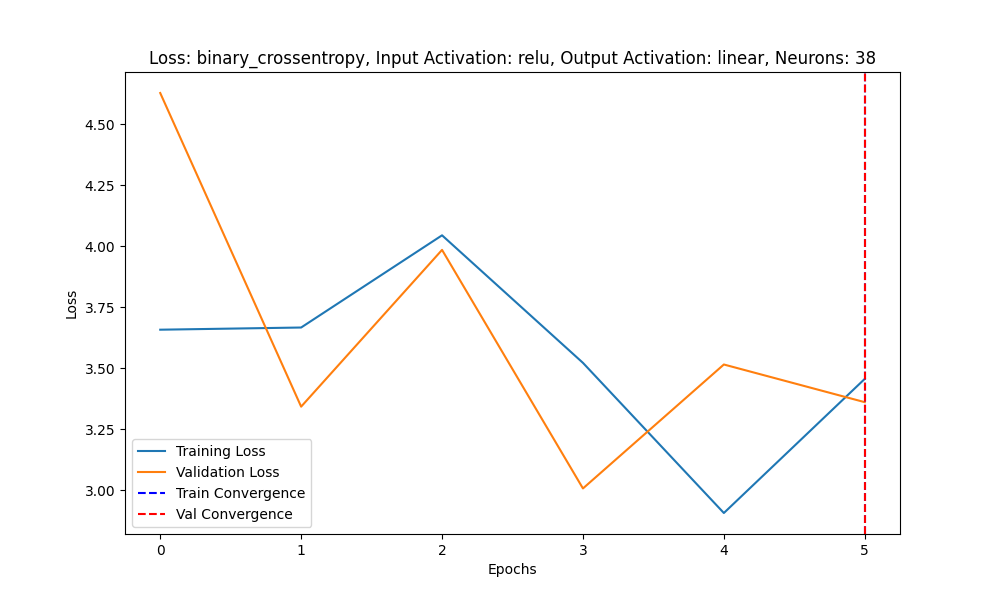 Loss: binary_crossentropy, Input Activation: relu, Output Activation: linear, Neurons: 38
4.50
4.25
4.00
3.75
3.50
3.25
3.00
Loss
Training Loss
Validation Loss
Train Convergence
Val Convergence
0 1 2 3 4 5
Epochs